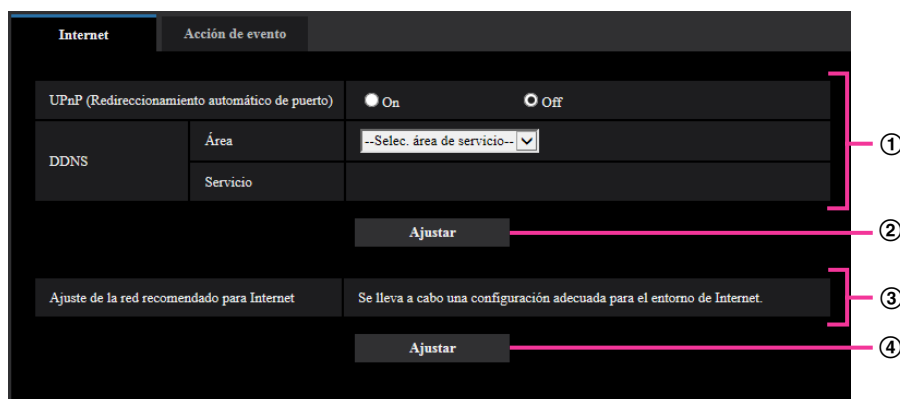 Internet Acción de evento
UPnP (Redireccionamiento automático de puerto) On Off
DDNS
Área --Selec. área de servicio--
Servicio
①
Ajustar ②
Ajuste de la red recomendado para Internet Se lleva a cabo una configuración adecuada para el entorno de Internet. ③
Ajustar ④